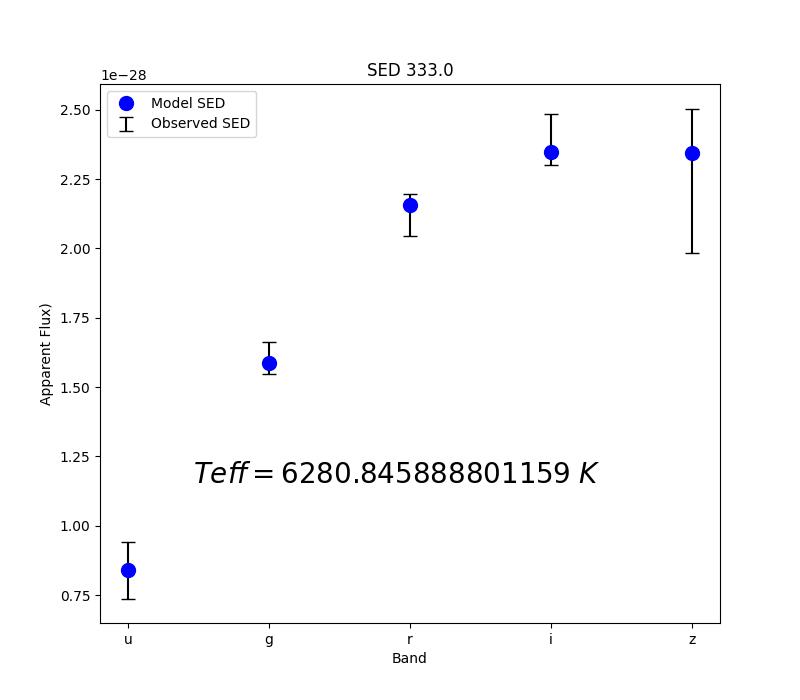 SED 333.0
1e−28
Model SED
Observed SED
2.50
2.25
2.00
1.75
1.50
1.25
1.00
0.75
Apparent Flux)
Teff = 6280.845888801159 K
u g r i z
Band